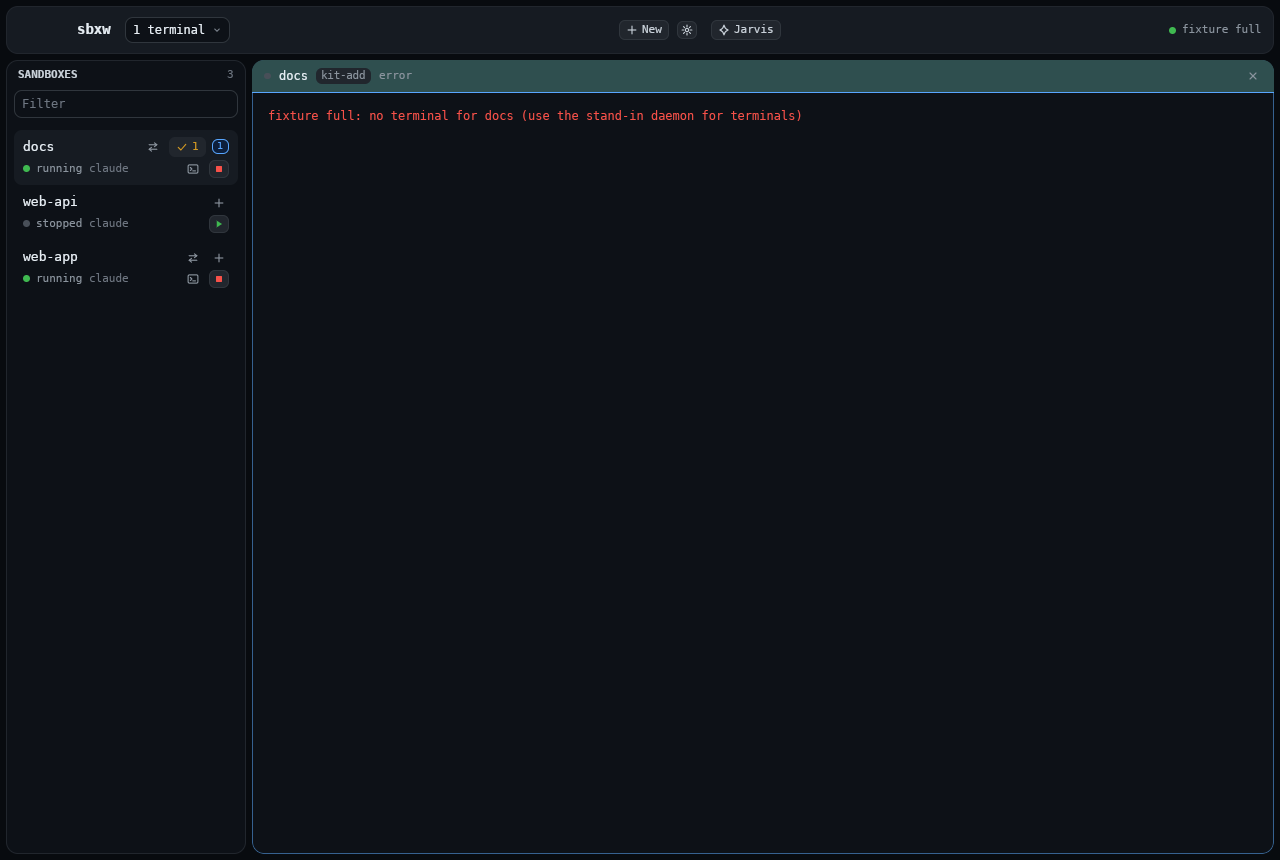 sbxw
1 terminal
New
Jarvis
fixture full
SANDBOXES 3
Filter
docs 1 1
running claude
web-api
stopped claude
web-app
running claude
docs kit-add error
fixture full: no terminal for docs (use the stand-in daemon for terminals)